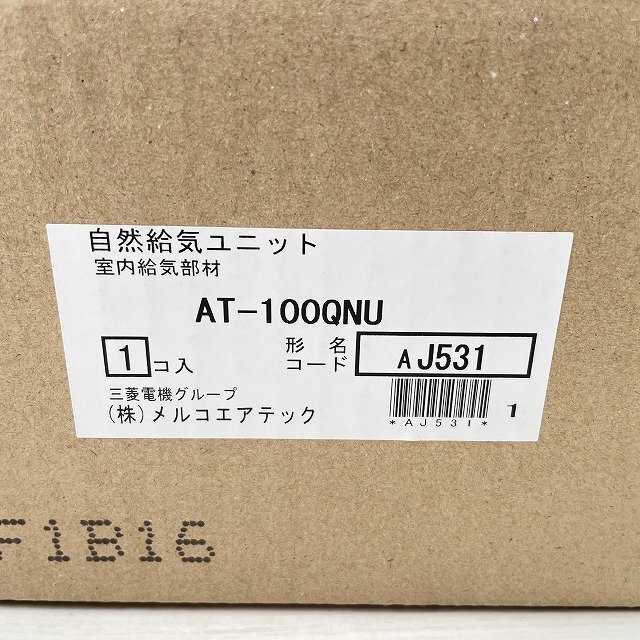 自然給気ユニット
室内給気部材
AT-100QNU
1コ入
形名コード AJ531
三菱電機グループ
(株)メルコエアテック
*AJ531*
1
F1B16